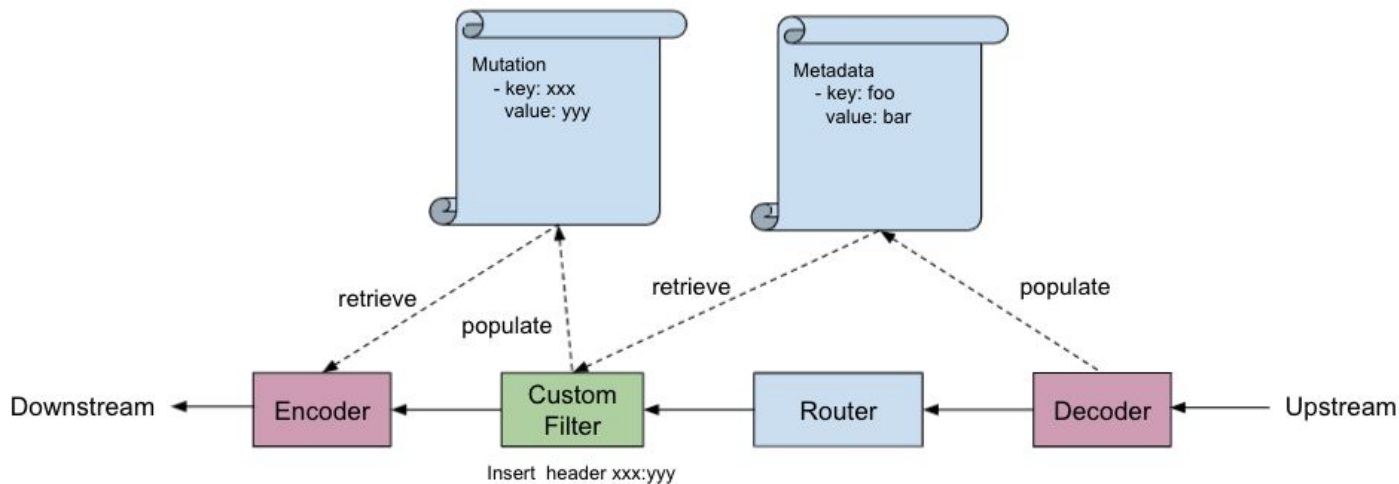 Mutation
- key: xxx
value: yyy
Metadata
- key: foo
value: bar
retrieve
populate
retrieve
populate
Downstream
Encoder
Custom
Filter
Router
Decoder
Upstream
Insert header xxx:yyy